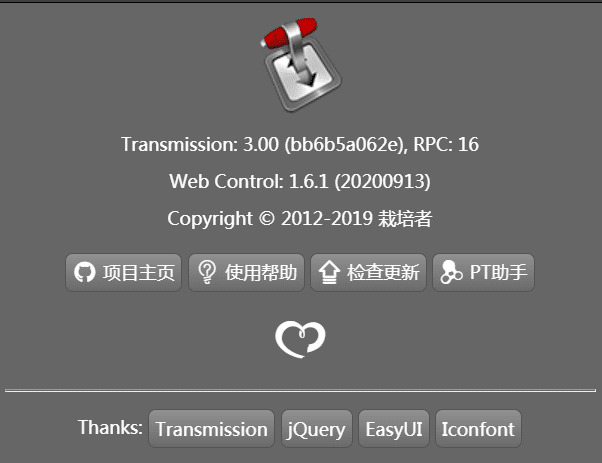 Transmission: 3.00 (bb6b5a062e), RPC: 16
Web Control: 1.6.1 (20200913)
Copyright © 2012-2019 栽培者
项目主页 使用帮助 检查更新 PT助手
Thanks: Transmission jQuery EasyUI Iconfont